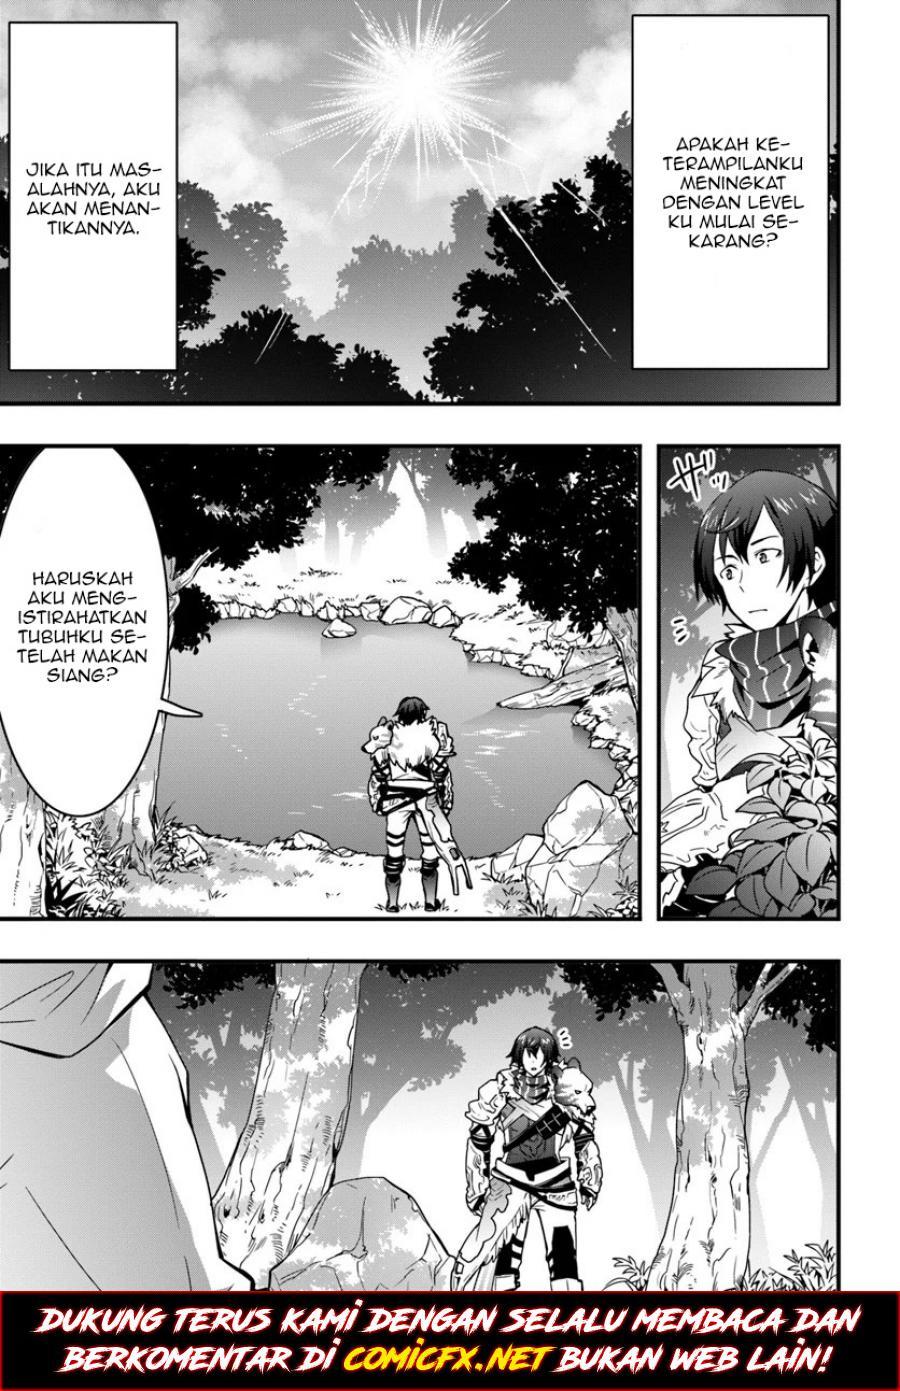 APAKAH KE-
TERAMPILANKU
MENINGKAT
DENGAN LEVEL
KU MULAI SE-
KARANG?
JIKA ITU MAS-
ALAHNYA, AKU
AKAN MENAN-
TIKANNYA.
ザッ
HARUSKAH
AKU MENG-
ISTIRAHATKAN
TUBUHKU SE-
TELAH MAKAN
SIANG?
DUKUNG TERUS KAMI DENGAN SELALU MEMBACA DAN
BERKOMENTAR DI COMICFX.NET BUKAN WEB LAIN!